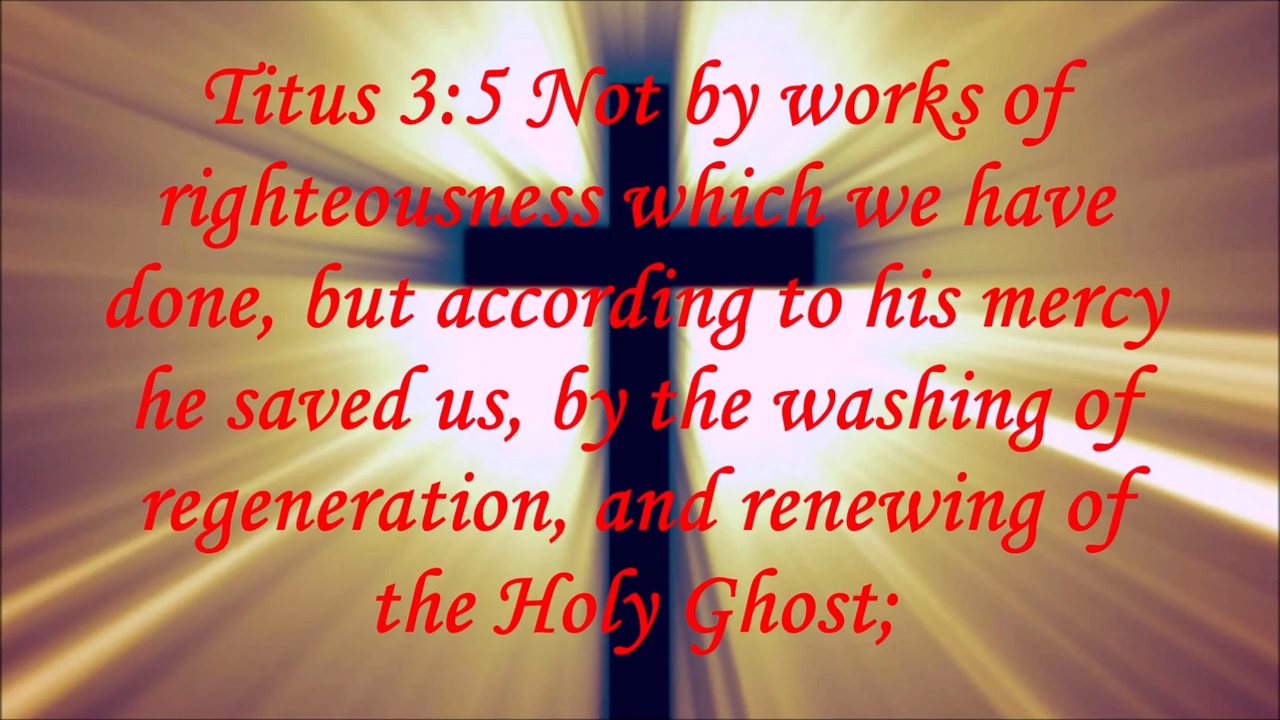 Titus 3:5 Not by works of
righteousness which we have
done, but according to his mercy
he saved us, by the washing of
regeneration, and renewing of
the Holy Ghost;